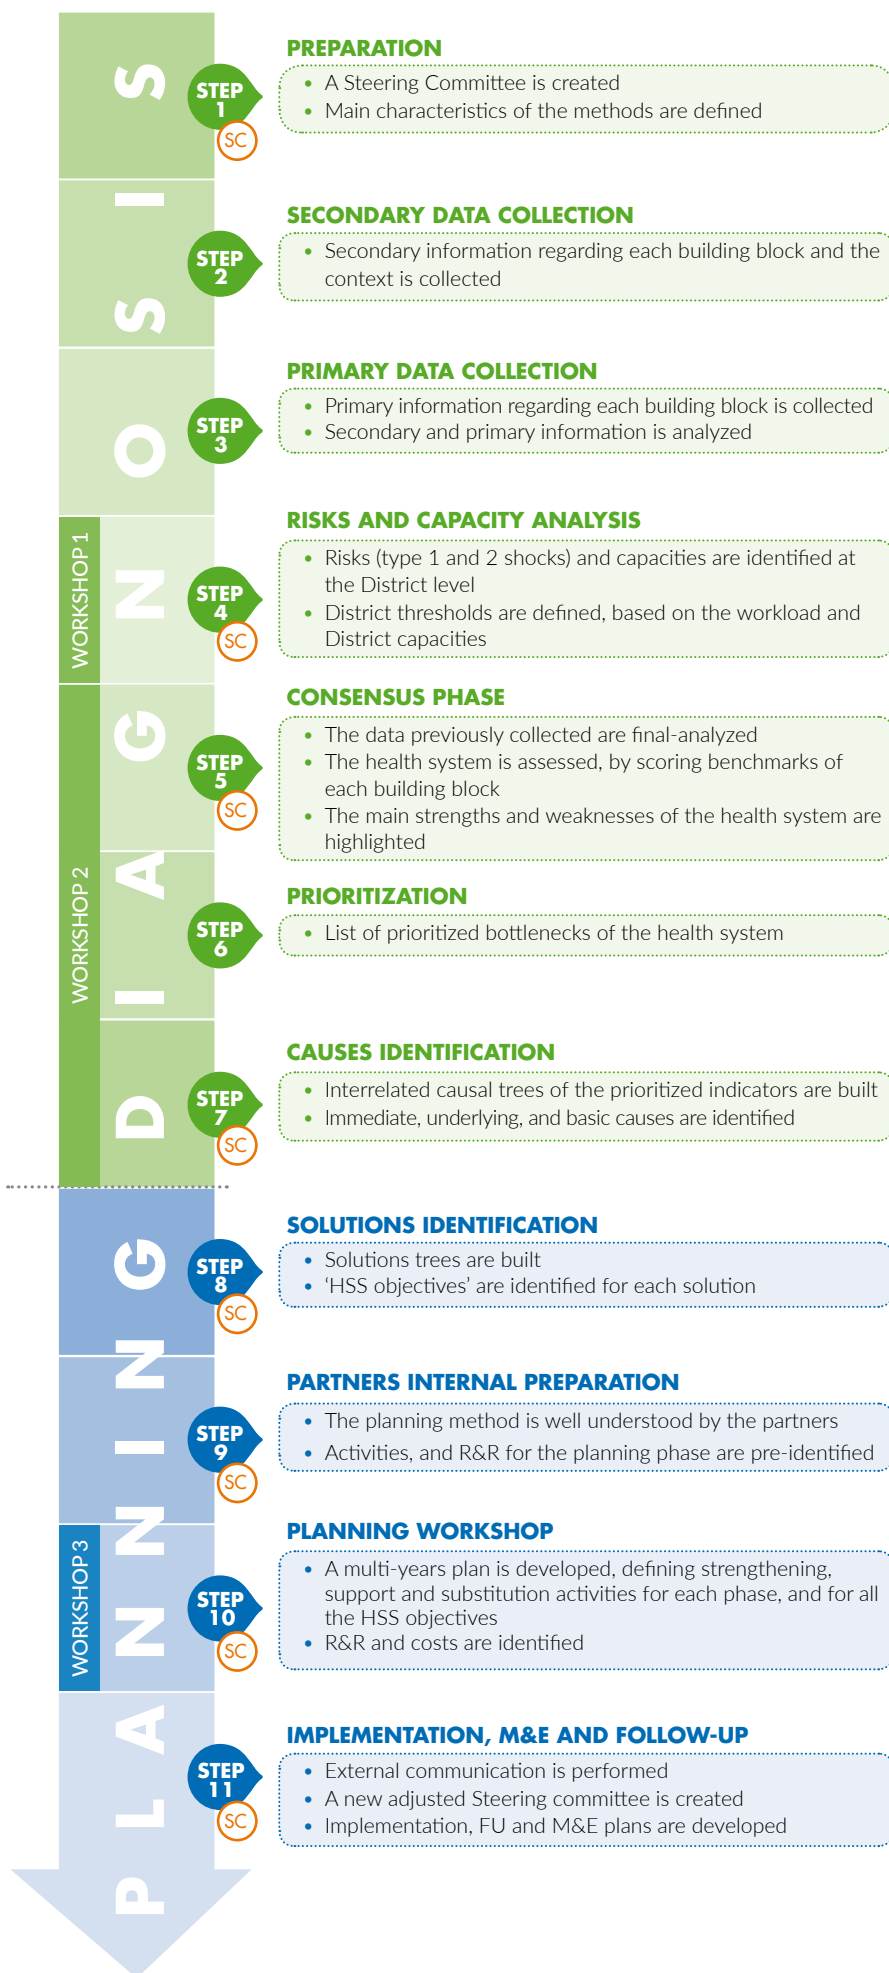 PREPARATION
STEP
1
SC
• A Steering Committee is created
• Main characteristics of the methods are defined
SECONDARY DATA COLLECTION
STEP
2
• Secondary information regarding each building block and the
context is collected
PRIMARY DATA COLLECTION
STEP
3
• Primary information regarding each building block is collected
• Secondary and primary information is analyzed
WORKSHOP 1
RISKS AND CAPACITY ANALYSIS
STEP
4
SC
• Risks (type 1 and 2 shocks) and capacities are identified at
the District level
• District thresholds are defined, based on the workload and
District capacities
WORKSHOP 2
CONSENSUS PHASE
STEP
5
SC
• The data previously collected are final-analyzed
• The health system is assessed, by scoring benchmarks of
each building block
• The main strengths and weaknesses of the health system are
highlighted
PRIORITIZATION
STEP
6
• List of prioritized bottlenecks of the health system
CAUSES IDENTIFICATION
STEP
7
SC
• Interrelated causal trees of the prioritized indicators are built
• Immediate, underlying, and basic causes are identified
DIAGNOSIS
SOLUTIONS IDENTIFICATION
STEP
8
SC
• Solutions trees are built
• ‘HSS objectives’ are identified for each solution
PARTNERS INTERNAL PREPARATION
STEP
9
SC
• The planning method is well understood by the partners
• Activities, and R&R for the planning phase are pre-identified
WORKSHOP 3
PLANNING WORKSHOP
STEP
10
SC
• A multi-years plan is developed, defining strengthening,
support and substitution activities for each phase, and for all
the HSS objectives
• R&R and costs are identified
IMPLEMENTATION, M&E AND FOLLOW-UP
STEP
11
SC
• External communication is performed
• A new adjusted Steering committee is created
• Implementation, FU and M&E plans are developed
PLANNING